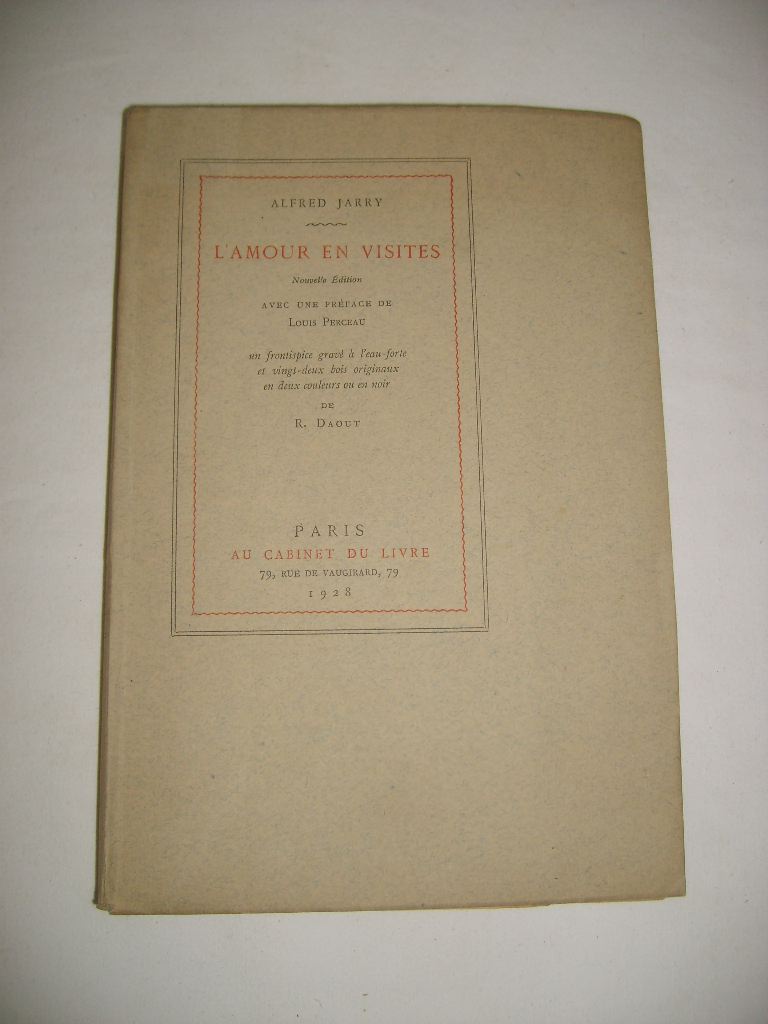 ALFRED JARRY
L'AMOUR EN VISITES
Nouvelle Édition
AVEC UNE PRÉFACE DE
LOUIS PERCEAU
un frontispice gravé à l'eau-forte
et vingt-deux bois originaux
en deux couleurs ou en noir
DE
R. DAOUT
PARIS
AU CABINET DU LIVRE
79, RUE DE VAUGIRARD, 79
1928